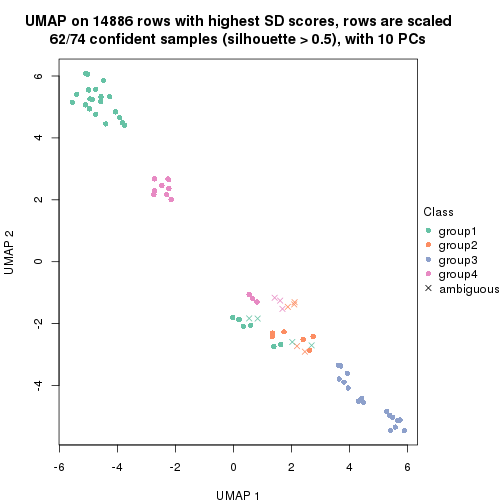 UMAP on 14886 rows with highest SD scores, rows are scaled
62/74 confident samples (silhouette > 0.5), with 10 PCs
6
4
2
0
-2
-4
UMAP 2
-6
-4
-2
0
2
4
6
UMAP 1
Class
group1
group2
group3
group4
ambiguous